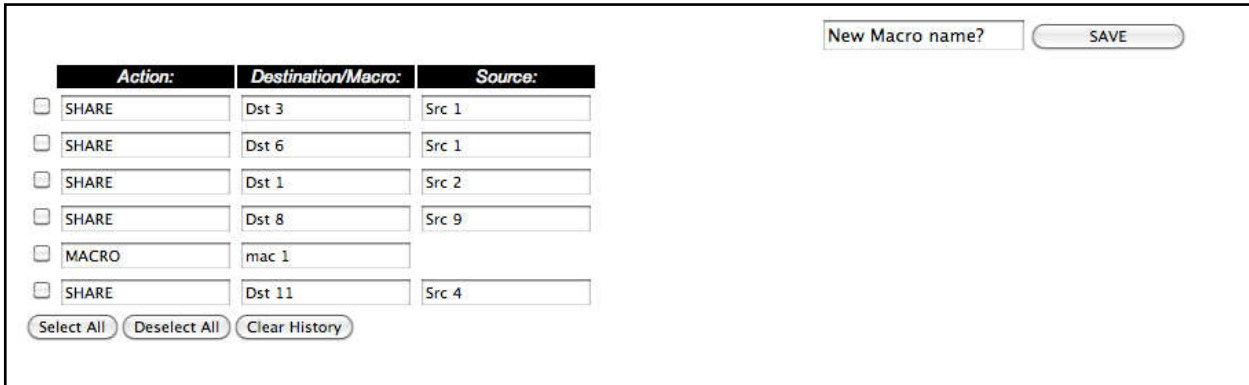 New Macro name? SAVE
Action: Destination/Macro: Source:
SHARE Dst 3 Src 1
SHARE Dst 6 Src 1
SHARE Dst 1 Src 2
SHARE Dst 8 Src 9
MACRO mac 1
SHARE Dst 11 Src 4
Select All Deselect All Clear History